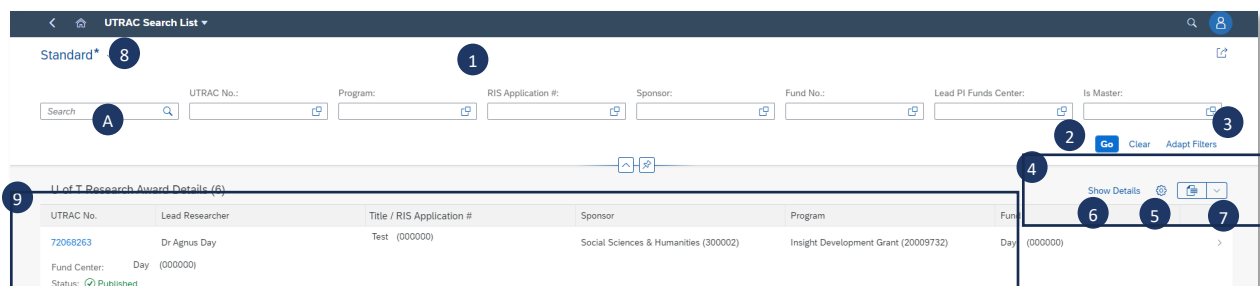 UTRAC Search List
Standard* 8
1
UTRAC No.: Program: RIS Application #: Sponsor: Fund No.: Lead PI Funds Center: Is Master:
Search A
3
2 Go Clear Adapt Filters
4
U of T Research Award Details (6) Show Details
9
6 5 7
UTRAC No. Lead Researcher Title / RIS Application # Sponsor Program Fund
72068263 Dr Agnus Day Test (000000) Social Sciences & Humanities (300002) Insight Development Grant (20009732) Day (000000)
Fund Center: Day (000000)
Status: Published